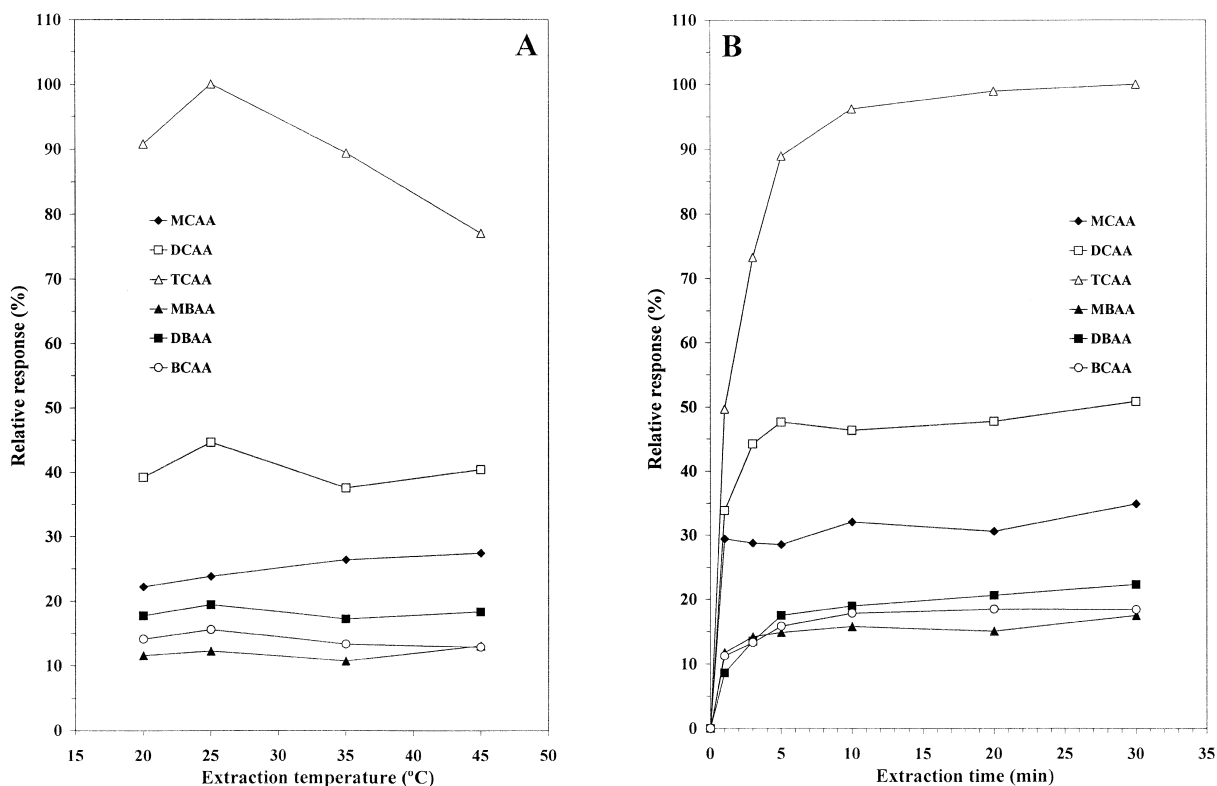 A
110
100
90
80
70
60
50
40
30
20
10
0
Relative response (%)
MCAA
DCAA
TCAA
MBAA
DBAA
BCAA
15 20 25 30 35 40 45 50
Extraction temperature (ºC)
B
110
100
90
80
70
60
50
40
30
20
10
0
Relative response (%)
MCAA
DCAA
TCAA
MBAA
DBAA
BCAA
0 5 10 15 20 25 30 35
Extraction time (min)